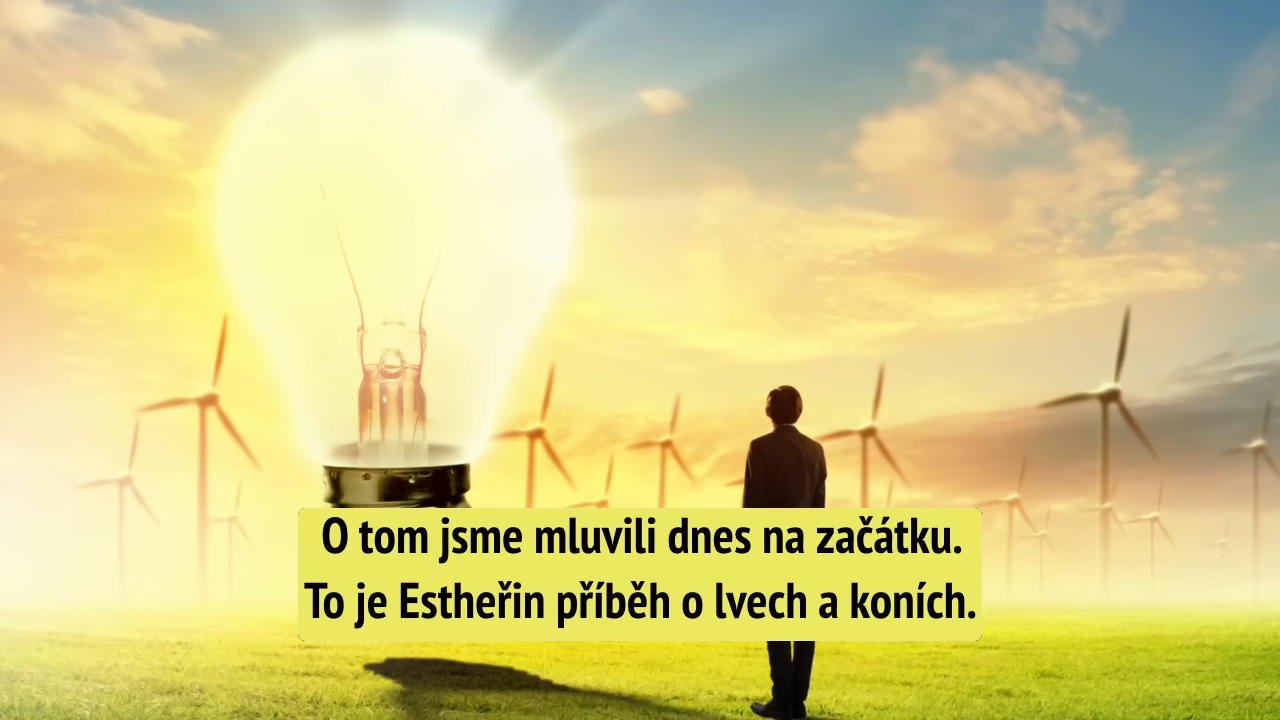 O tom jsme mluvili dnes na začátku.
To je Estheřin příběh o lvech a koních.